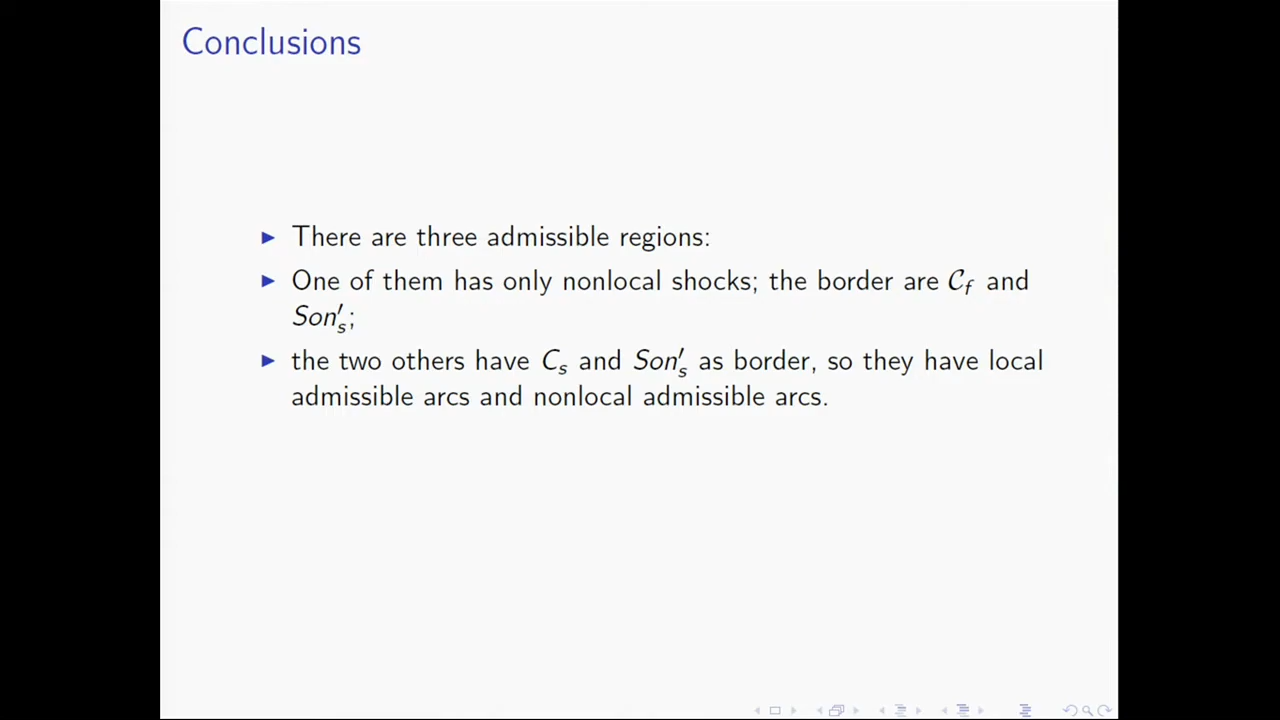 Conclusions
▶ There are three admissible regions:
▶ One of them has only nonlocal shocks; the border are 𝒞_f and
Son′_s;
▶ the two others have C_s and Son′_s as border, so they have local
admissible arcs and nonlocal admissible arcs.